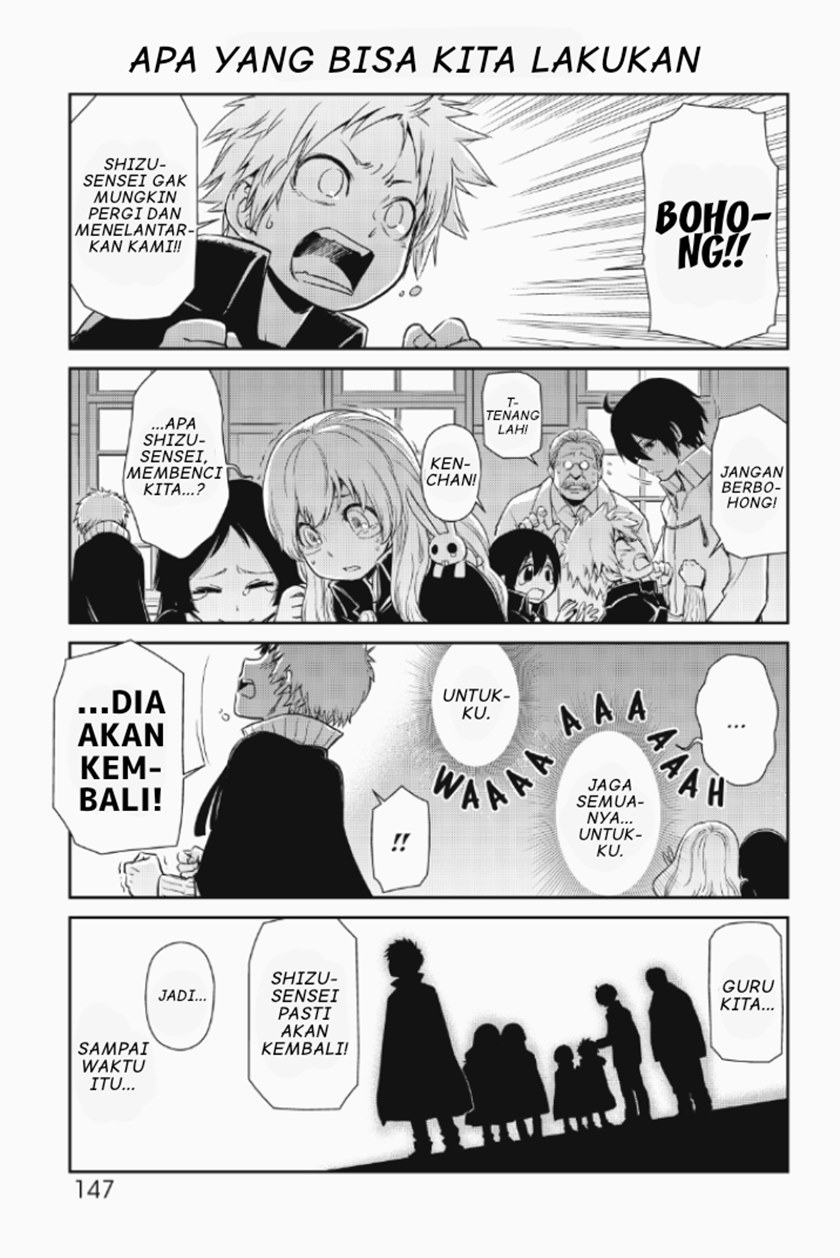 APA YANG BISA KITA LAKUKAN
BOHO-
NG!!
SHIZU-
SENSEI GAK
MUNGKIN
PERGI DAN
MENELANTAR-
KAN KAMI!!
JANGAN
BERBO-
HONG!
T-
TENANG
LAH!
KEN-
CHAN!
...APA
SHIZU-
SENSEI,
MEMBENCI
KITA...?
...
WAAAA AAAAAAAH
JAGA
SEMUA-
NYA...
UNTUK-
KU.
UNTUK-
KU.
!!
...DIA
AKAN
KEM-
BALI!
GURU
KITA...
SHIZU-
SENSEI
PASTI
AKAN
KEMBALI!
JADI...
SAMPAI
WAKTU
ITU...
147